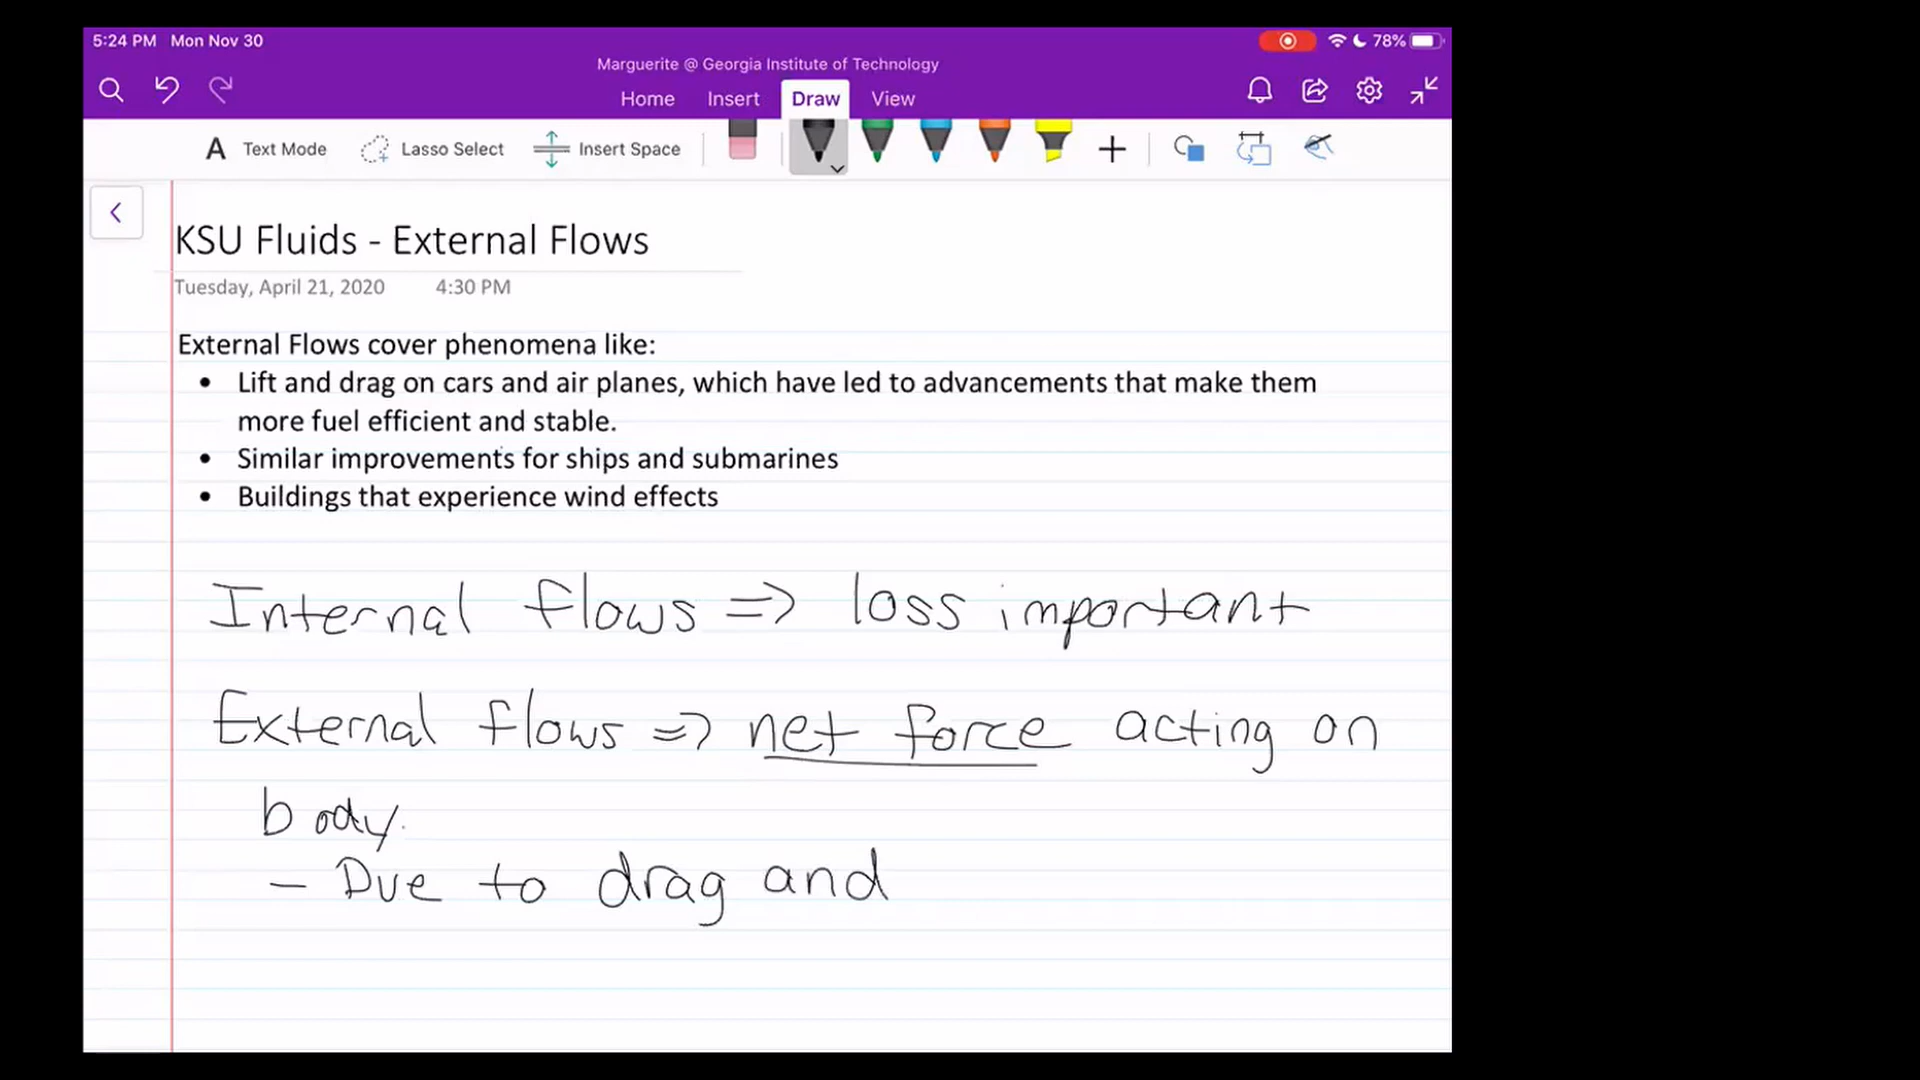 5:24 PM Mon Nov 30 78%
Marguerite @ Georgia Institute of Technology
Home Insert Draw View
A Text Mode Lasso Select Insert Space
KSU Fluids - External Flows
Tuesday, April 21, 2020 4:30 PM
External Flows cover phenomena like:
• Lift and drag on cars and air planes, which have led to advancements that make them
more fuel efficient and stable.
• Similar improvements for ships and submarines
• Buildings that experience wind effects
Internal flows => loss important
External flows => net force acting on
body.
- Due to drag and